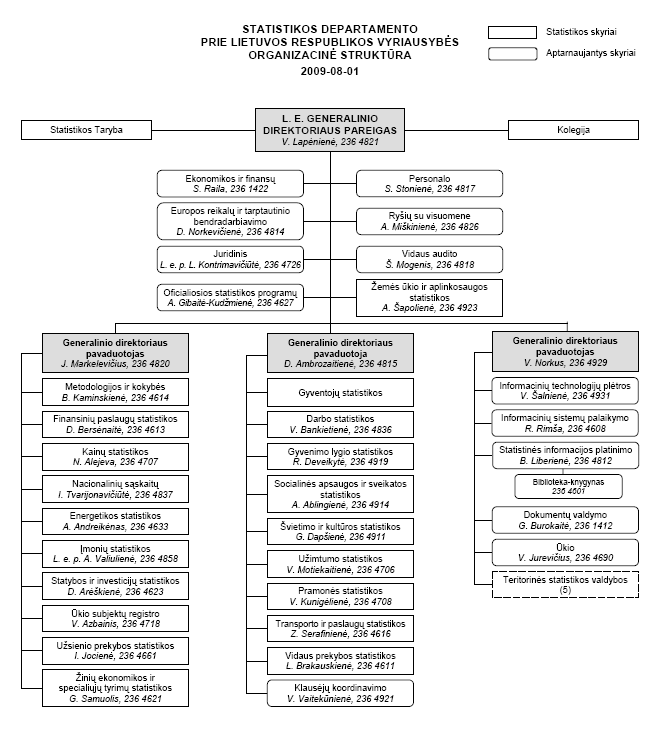 STATISTIKOS DEPARTAMENTO
PRIE LIETUVOS RESPUBLIKOS VYRIAUSYBĖS
ORGANIZACINĖ STRUKTŪRA
2009-08-01
Statistikos skyriai
Aptarnaujantys skyriai
Statistikos Taryba
L. E. GENERALINIO
DIREKTORIAUS PAREIGAS
V. Lapėnienė, 236 4821
Kolegija
Ekonomikos ir finansų
S. Raila, 236 1422
Personalo
S. Stonienė, 236 4817
Europos reikalų ir tarptautinio
bendradarbiavimo
D. Norkevičienė, 236 4814
Ryšių su visuomene
A. Miškinienė, 236 4826
Juridinis
L. e. p. L. Kontrimavičiūtė, 236 4726
Vidaus audito
Š. Mogenis, 236 4818
Oficialiosios statistikos programų
A. Gibaitė-Kudžmienė, 236 4627
Žemės ūkio ir aplinkosaugos
statistikos
A. Šapolienė, 236 4923
Generalinio direktoriaus
pavaduotojas
J. Markelevičius, 236 4820
Metodologijos ir kokybės
B. Kaminskienė, 236 4614
Finansinių paslaugų statistikos
D. Bersėnaitė, 236 4613
Kainų statistikos
N. Alejeva, 236 4707
Nacionalinių sąskaitų
I. Tvarijonavičiūtė, 236 4837
Energetikos statistikos
A. Andreikėnas, 236 4633
Įmonių statistikos
L. e. p. A. Valiulienė, 236 4858
Statybos ir investicijų statistikos
D. Arėškienė, 236 4623
Ūkio subjektų registro
V. Azbainis, 236 4718
Užsienio prekybos statistikos
I. Jocienė, 236 4661
Žinių ekonomikos ir
specialiųjų tyrimų statistikos
G. Samuolis, 236 4621
Generalinio direktoriaus
pavaduotoja
D. Ambrozaitienė, 236 4815
Gyventojų statistikos
Darbo statistikos
V. Bankietienė, 236 4836
Gyvenimo lygio statistikos
R. Deveikytė, 236 4919
Socialinės apsaugos ir sveikatos
statistikos
A. Ablingienė, 236 4914
Švietimo ir kultūros statistikos
G. Dapšienė, 236 4911
Užimtumo statistikos
V. Motiekaitienė, 236 4706
Pramonės statistikos
V. Kunigėlienė, 236 4708
Transporto ir paslaugų statistikos
Z. Serafinienė, 236 4616
Vidaus prekybos statistikos
L. Brakauskienė, 236 4611
Klausėjų koordinavimo
V. Vaitekūnienė, 236 4921
Generalinio direktoriaus
pavaduotojas
V. Norkus, 236 4929
Informacinių technologijų plėtros
V. Šalnienė, 236 4931
Informacinių sistemų palaikymo
R. Rimša, 236 4608
Statistinės informacijos platinimo
B. Liberienė, 236 4812
Biblioteka-knygynas
236 4601
Dokumentų valdymo
G. Burokaitė, 236 1412
Ūkio
V. Jurevičius, 236 4690
Teritorinės statistikos valdybos
(5)